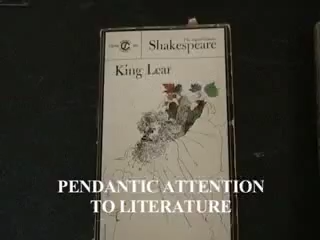 Shakespeare
King Lear
PENDANTIC ATTENTION
TO LITERATURE